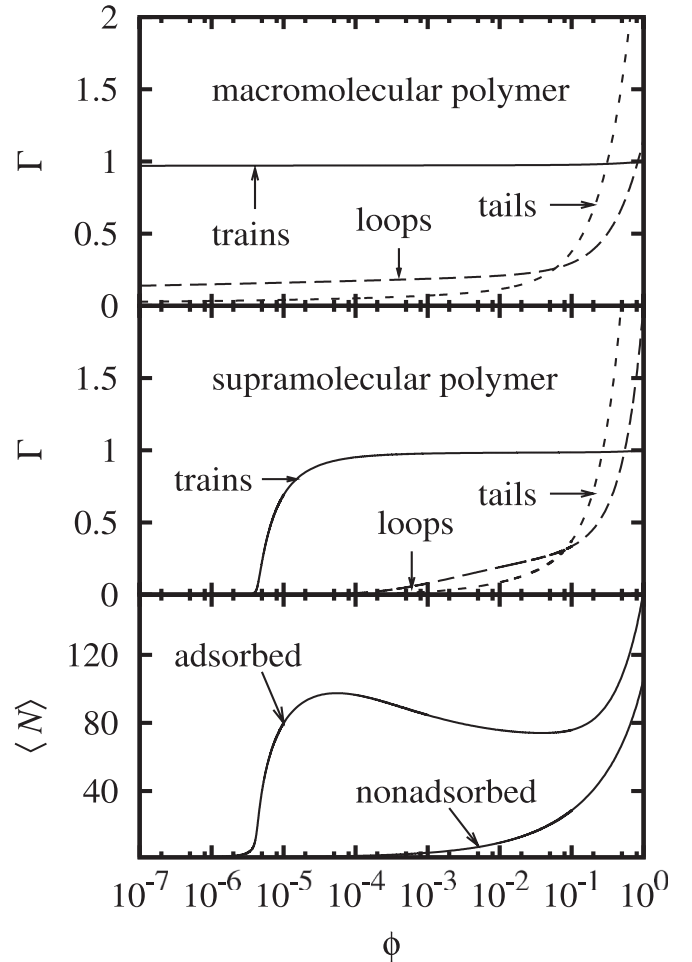 2
1.5
macromolecular polymer
Γ
1
tails
trains
loops
0.5
0
1.5
supramolecular polymer
Γ
1
trains
tails
0.5
loops
0
120
adsorbed
⟨N⟩
80
nonadsorbed
40
10⁻⁷ 10⁻⁶ 10⁻⁵ 10⁻⁴ 10⁻³ 10⁻² 10⁻¹ 10⁰
ϕ